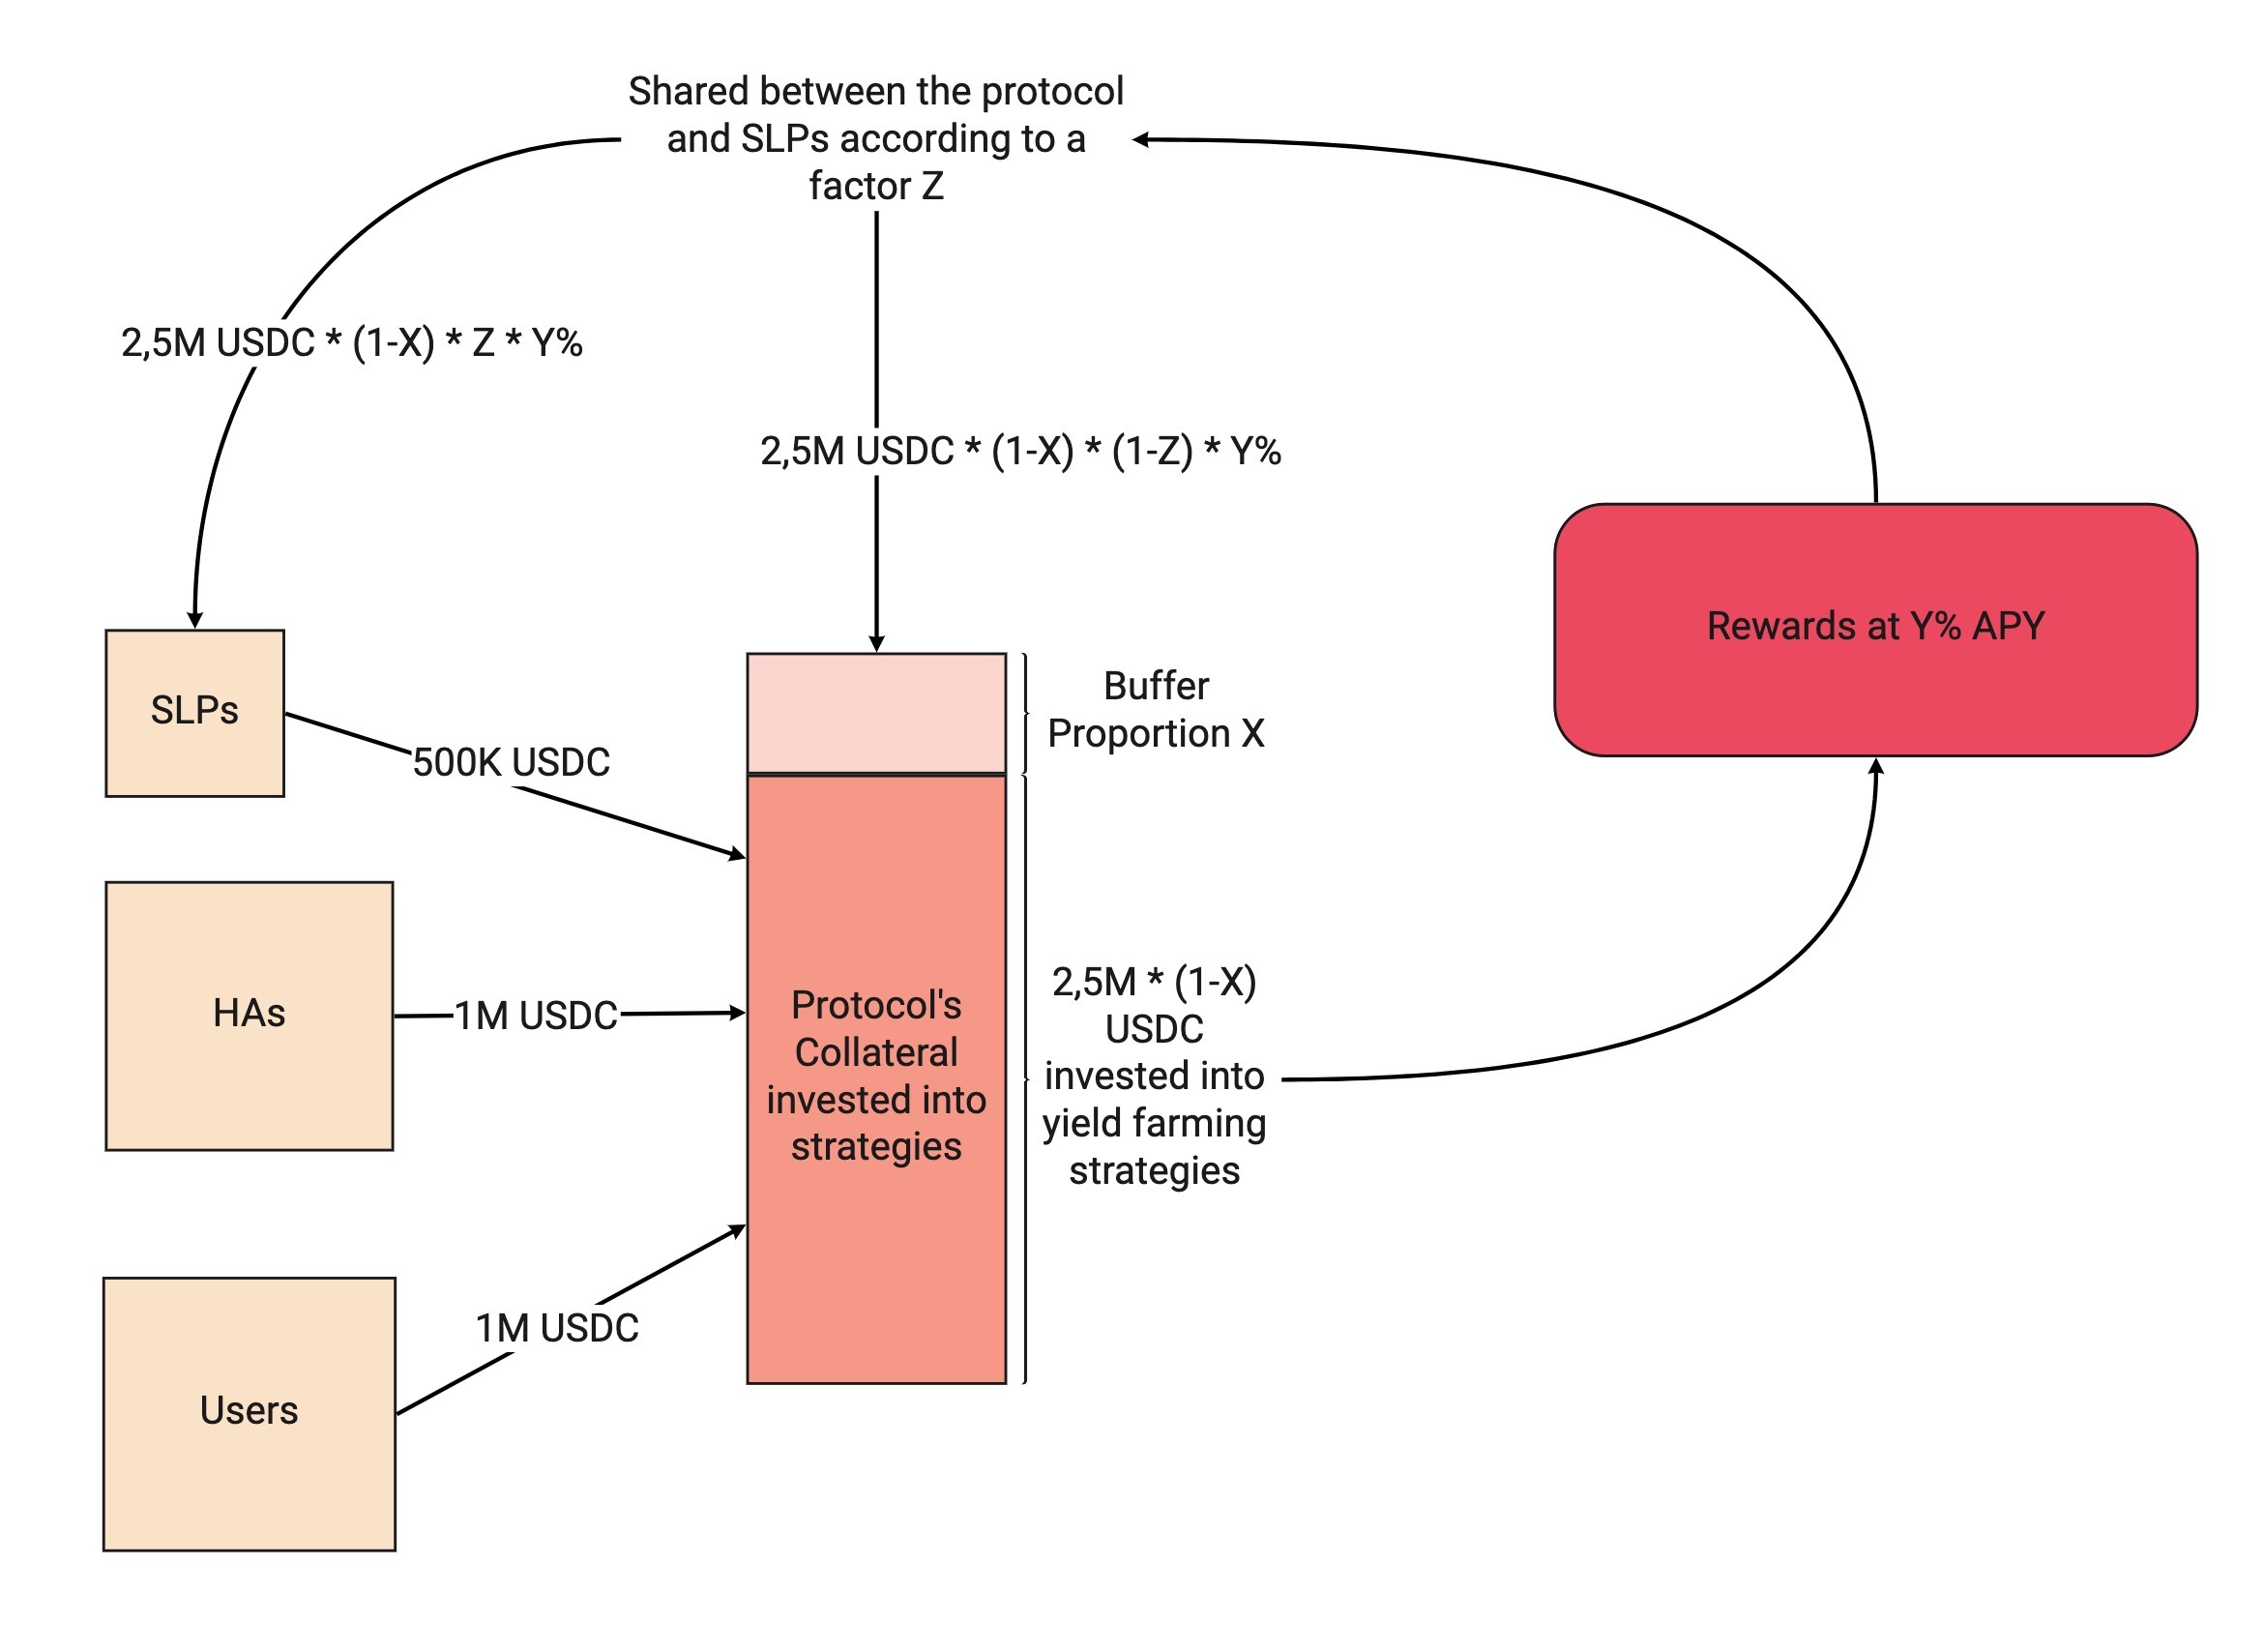 Shared between the protocol
and SLPs according to a
factor Z
2,5M USDC * (1-X) * Z * Y%
2,5M USDC * (1-X) * (1-Z) * Y%
Rewards at Y% APY
SLPs
Buffer
Proportion X
500K USDC
HAs
1M USDC
Protocol's
Collateral
invested into
strategies
2,5M * (1-X)
USDC
invested into
yield farming
strategies
1M USDC
Users